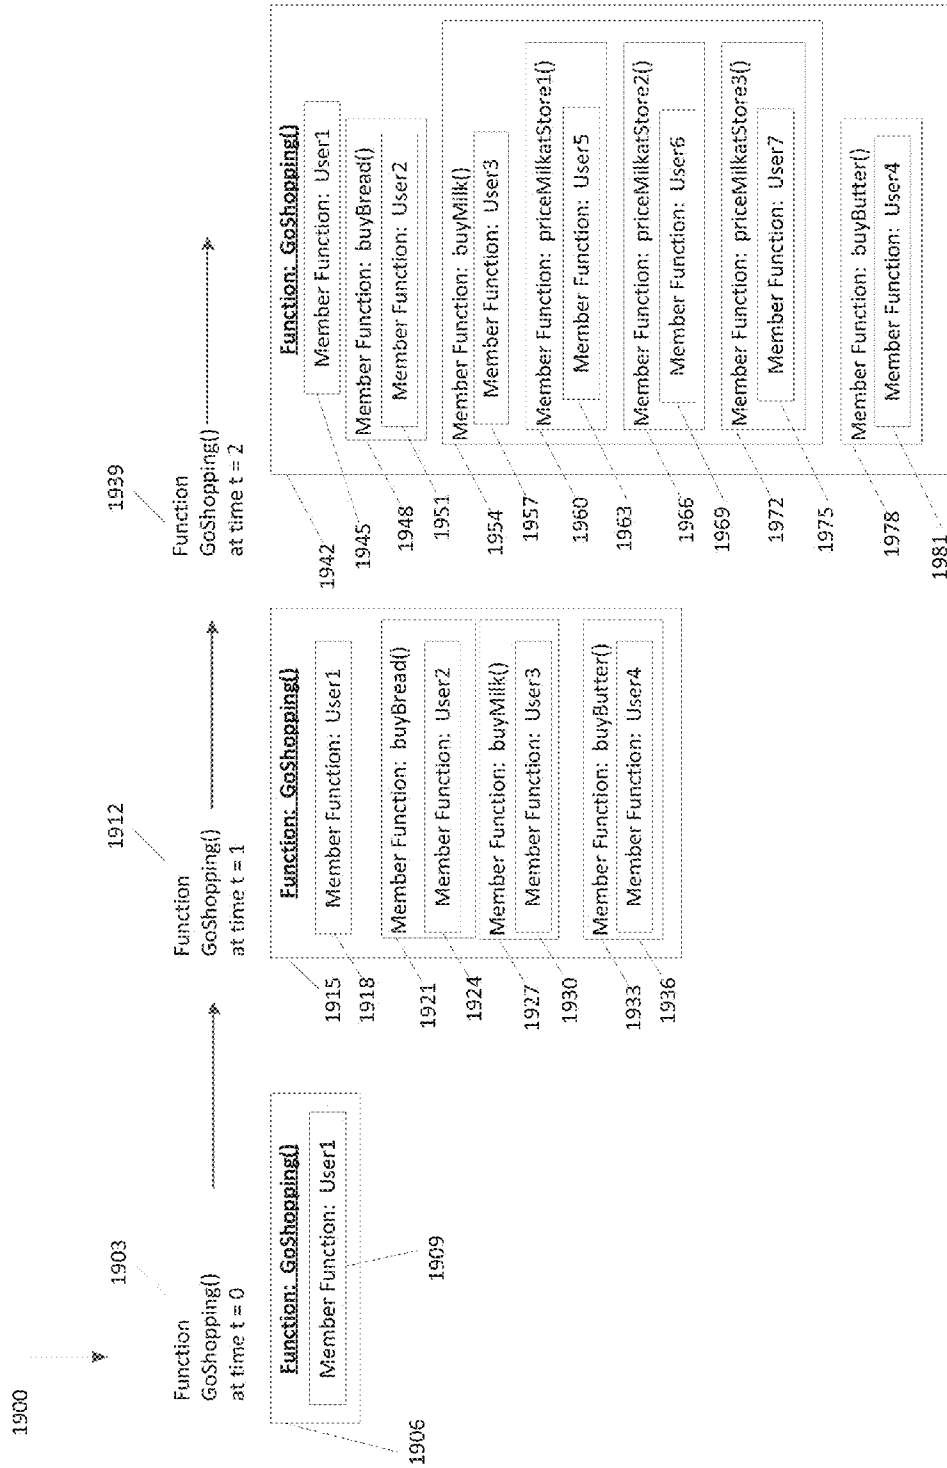 1900
1903
Function
GoShopping()
at time t = 0
Function: GoShopping()
Member Function: User1
1906
1909
1912
Function
GoShopping()
at time t = 1
Function: GoShopping()
Member Function: User1
Member Function: buyBread()
Member Function: User2
Member Function: buyMilk()
Member Function: User3
Member Function: buyButter()
Member Function: User4
1915
1918
1921
1924
1927
1930
1933
1936
1939
Function
GoShopping()
at time t = 2
Function: GoShopping()
Member Function: User1
Member Function: buyBread()
Member Function: User2
Member Function: buyMilk()
Member Function: User3
Member Function: priceMilkatStore1()
Member Function: User5
Member Function: priceMilkatStore2()
Member Function: User6
Member Function: priceMilkatStore3()
Member Function: User7
Member Function: buyButter()
Member Function: User4
1942
1945
1948
1951
1954
1957
1960
1963
1966
1969
1972
1975
1978
1981